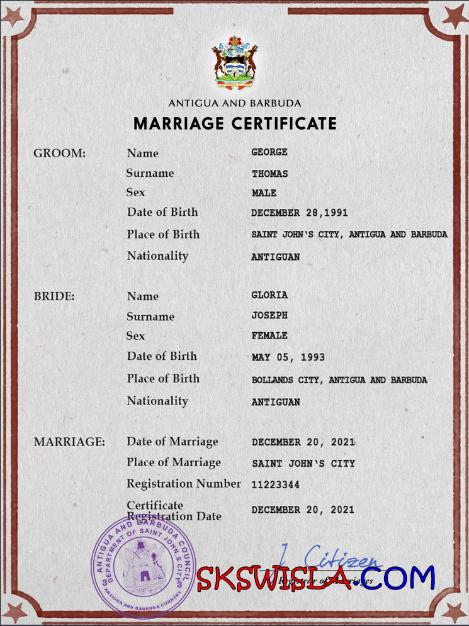 ANTIGUA AND BARBUDA
MARRIAGE CERTIFICATE
GROOM:
Name GEORGE
Surname THOMAS
Sex MALE
Date of Birth DECEMBER 28,1991
Place of Birth SAINT JOHN'S CITY, ANTIGUA AND BARBUDA
Nationality ANTIGUAN
BRIDE:
Name GLORIA
Surname JOSEPH
Sex FEMALE
Date of Birth MAY 05, 1993
Place of Birth BOLLANDS CITY, ANTIGUA AND BARBUDA
Nationality ANTIGUAN
MARRIAGE:
Date of Marriage DECEMBER 20, 2021
Place of Marriage SAINT JOHN'S CITY
Registration Number 11223344
Certificate
Registration Date DECEMBER 20, 2021
ANTIGUA AND BARBUDA COUNCIL
DEPARTMENT OF SAINT JOHN'S CITY
ANTIGUA AND BARBUDA COUNTRY
Citizen
SKSWISLA.COM